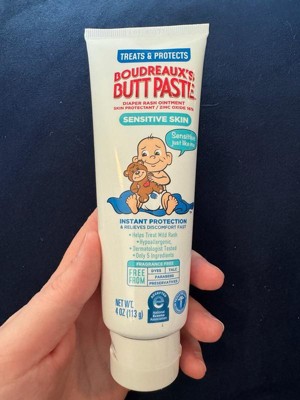 TREATS & PROTECTS
BOUDREAUX'S
BUTT PASTE
DIAPER RASH OINTMENT
SKIN PROTECTANT / ZINC OXIDE
SENSITIVE SKIN
Sensitive
just like me
INSTANT PROTECTION
& RELIEVES DISCOMFORT FAST
• Helps Treat Mild Rash
• Hypoallergenic
• Dermatologist Tested
• Only 5 Ingredients
FRAGRANCE FREE
FREE FROM
DYES TALC
PARABENS
PRESERVATIVES
NET WT.
4 OZ (113 g)